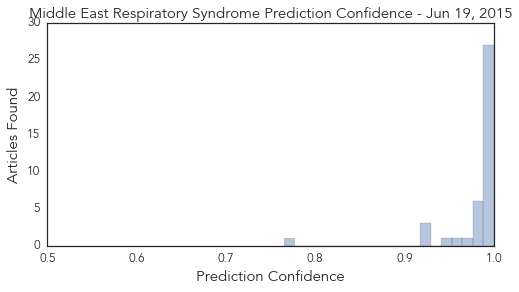 Middle East Respiratory Syndrome Prediction Confidence - Jun 19, 2015
30
25
20
15
10
5
0
Articles Found
0.5 0.6 0.7 0.8 0.9 1.0
Prediction Confidence